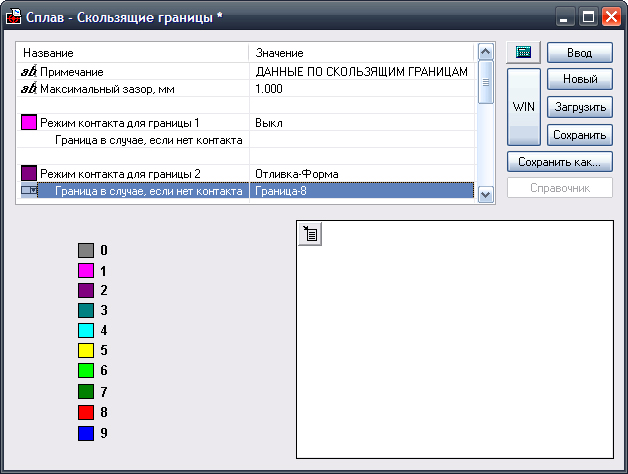 Сплав - Скользящие границы *
Название Значение
Примечание ДАННЫЕ ПО СКОЛЬЗЯЩИМ ГРАНИЦАМ
Максимальный зазор, мм 1.000
Режим контакта для границы 1 Выкл
Граница в случае, если нет контакта
Режим контакта для границы 2 Отливка-Форма
Граница в случае, если нет контакта Граница-8
WIN
Ввод
Новый
Загрузить
Сохранить
Сохранить как...
Справочник
0
1
2
3
4
5
6
7
8
9